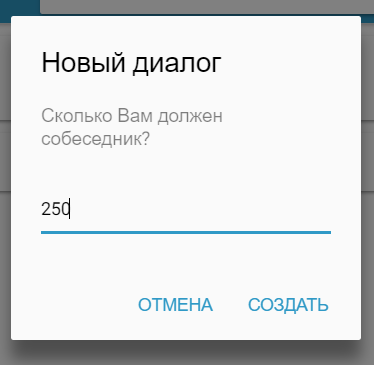 Новый диалог
Сколько Вам должен
собеседник?
250
ОТМЕНА СОЗДАТЬ